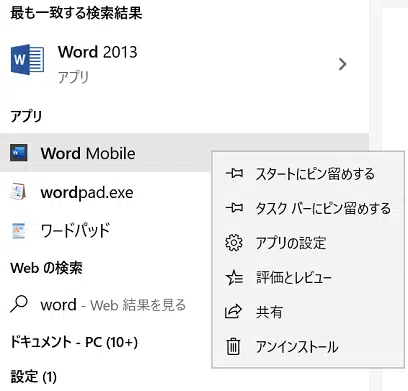 最も一致する検索結果
Word 2013
アプリ
アプリ
Word Mobile
wordpad.exe
ワードパッド
Web の検索
word - Web 結果を見る
ドキュメント - PC (10+)
設定 (1)
スタートにピン留めする
タスク バーにピン留めする
アプリの設定
評価とレビュー
共有
アンインストール